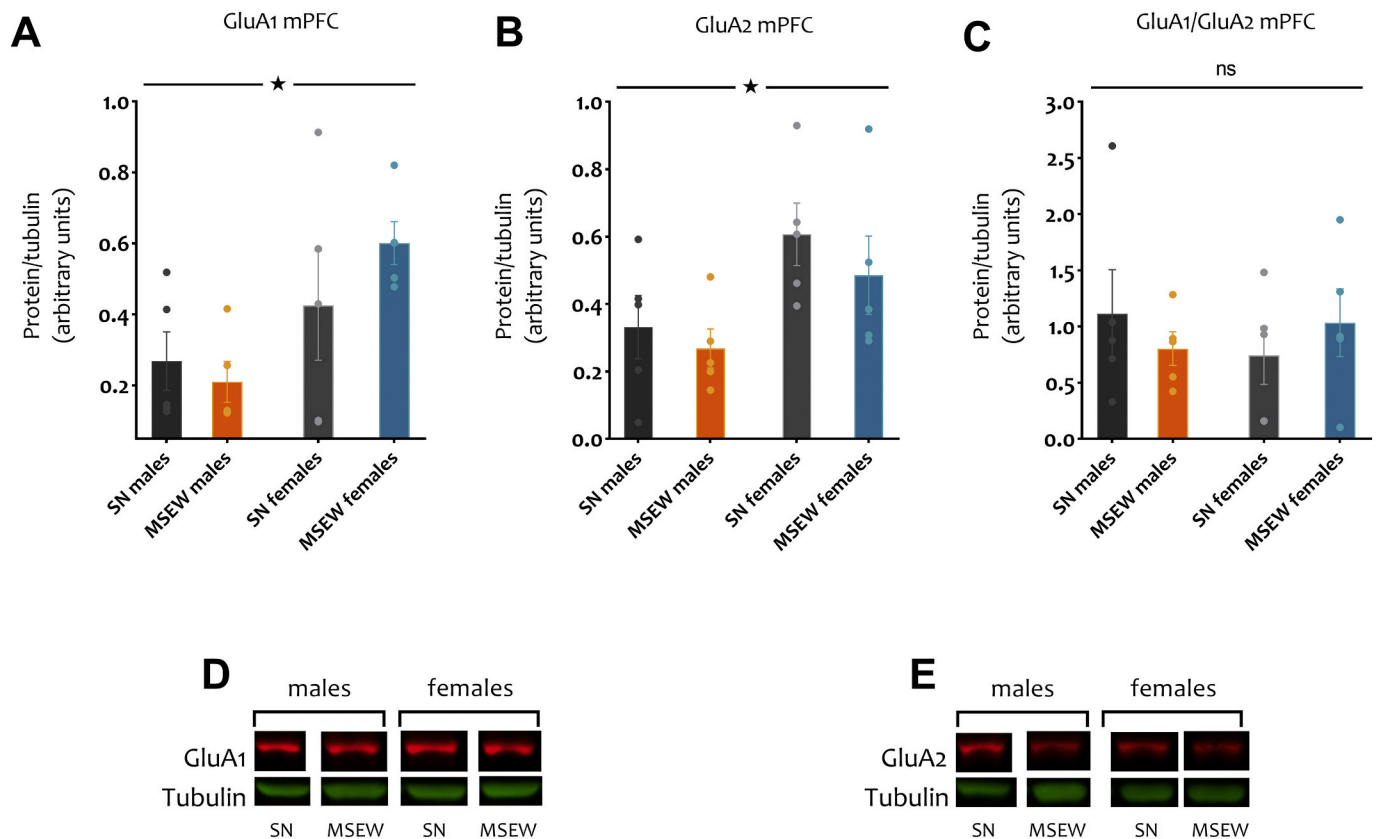 A
GluA1 mPFC
★
Protein/tubulin
(arbitrary units)
1.0
0.8
0.6
0.4
0.2
SN males
MSEW males
SN females
MSEW females
B
GluA2 mPFC
★
Protein/tubulin
(arbitrary units)
1.0
0.8
0.6
0.4
0.2
0.0
SN males
MSEW males
SN females
MSEW females
C
GluA1/GluA2 mPFC
ns
Protein/tubulin
(arbitrary units)
3.0
2.5
2.0
1.5
1.0
0.5
0.0
SN males
MSEW males
SN females
MSEW females
D
males females
GluA1
Tubulin
SN MSEW SN MSEW
E
males females
GluA2
Tubulin
SN MSEW SN MSEW